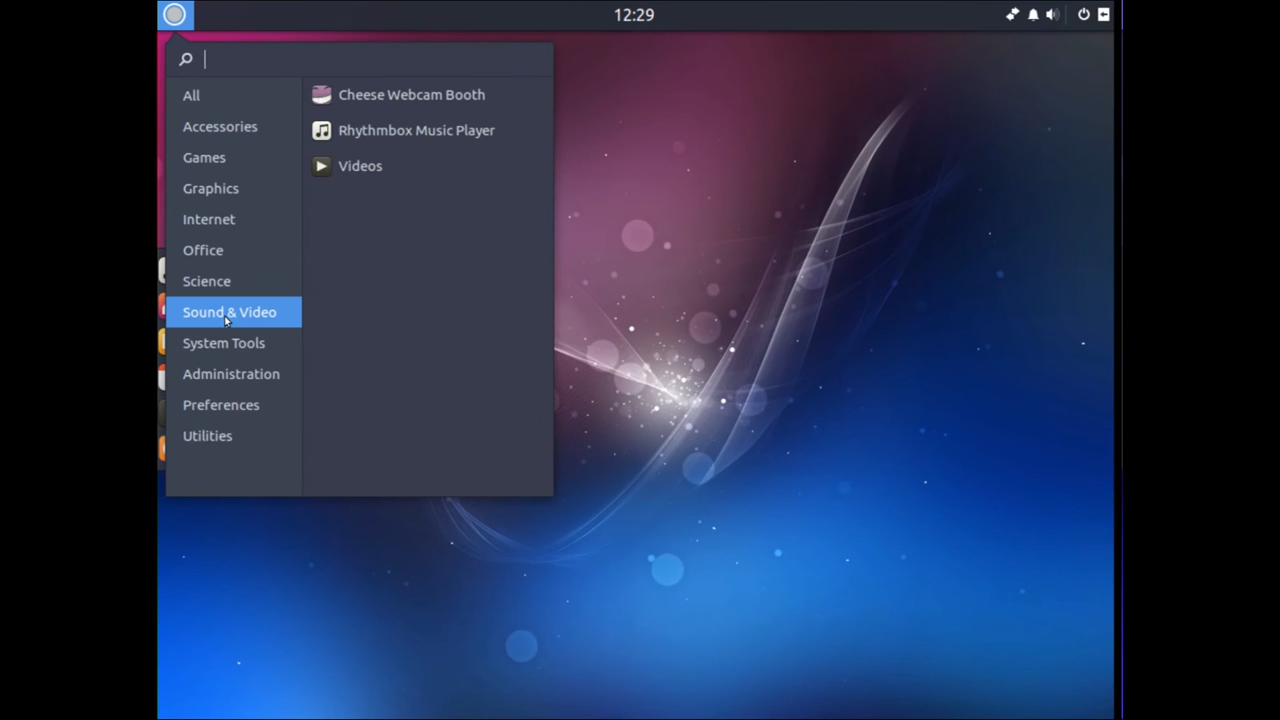 12:29
All
Accessories
Games
Graphics
Internet
Office
Science
Sound & Video
System Tools
Administration
Preferences
Utilities
Cheese Webcam Booth
Rhythmbox Music Player
Videos